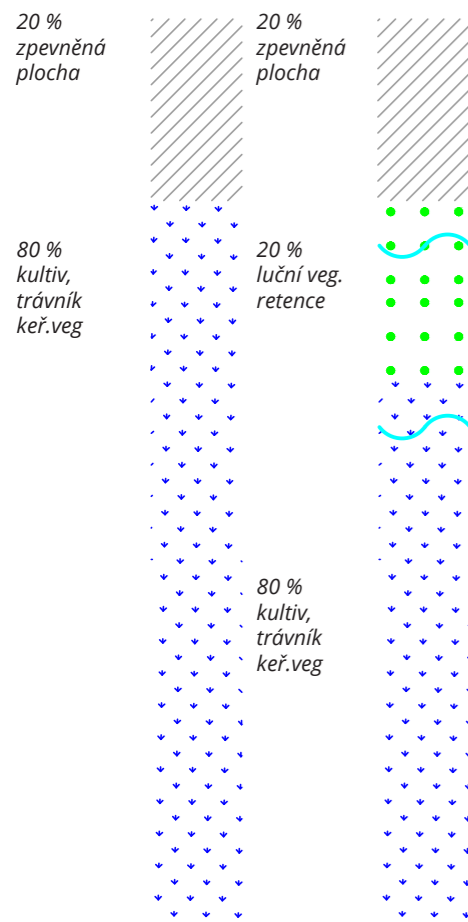 20 %
zpevněná
plocha
80 %
kultiv,
trávník
keř.veg
20 %
zpevněná
plocha
20 %
luční veg.
retence
80 %
kultiv,
trávník
keř.veg